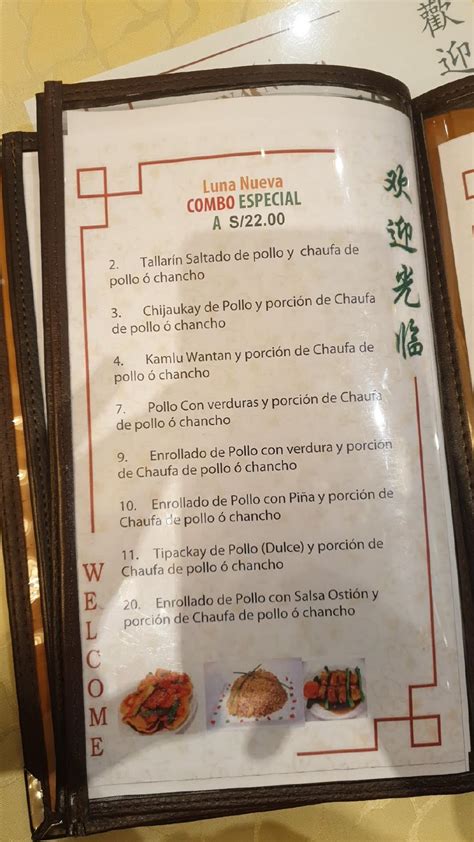 歡
迎
Luna Nueva
COMBO ESPECIAL
A S/22.00
2. Tallarín Saltado de pollo y chaufa de
pollo ó chancho
3. Chijaukay de Pollo y porción de Chaufa
de pollo ó chancho
4. Kamlu Wantan y porción de Chaufa de
pollo ó chancho
7. Pollo Con verduras y porción de Chaufa
de pollo ó chancho
9. Enrollado de Pollo con verdura y porción
de Chaufa de pollo ó chancho
10. Enrollado de Pollo con Piña y porción de
Chaufa de pollo ó chancho
11. Tipackay de Pollo (Dulce) y porción de
Chaufa de pollo ó chancho
20. Enrollado de Pollo con Salsa Ostión y
porción de Chaufa de pollo ó chancho
欢迎光临
WELCOME